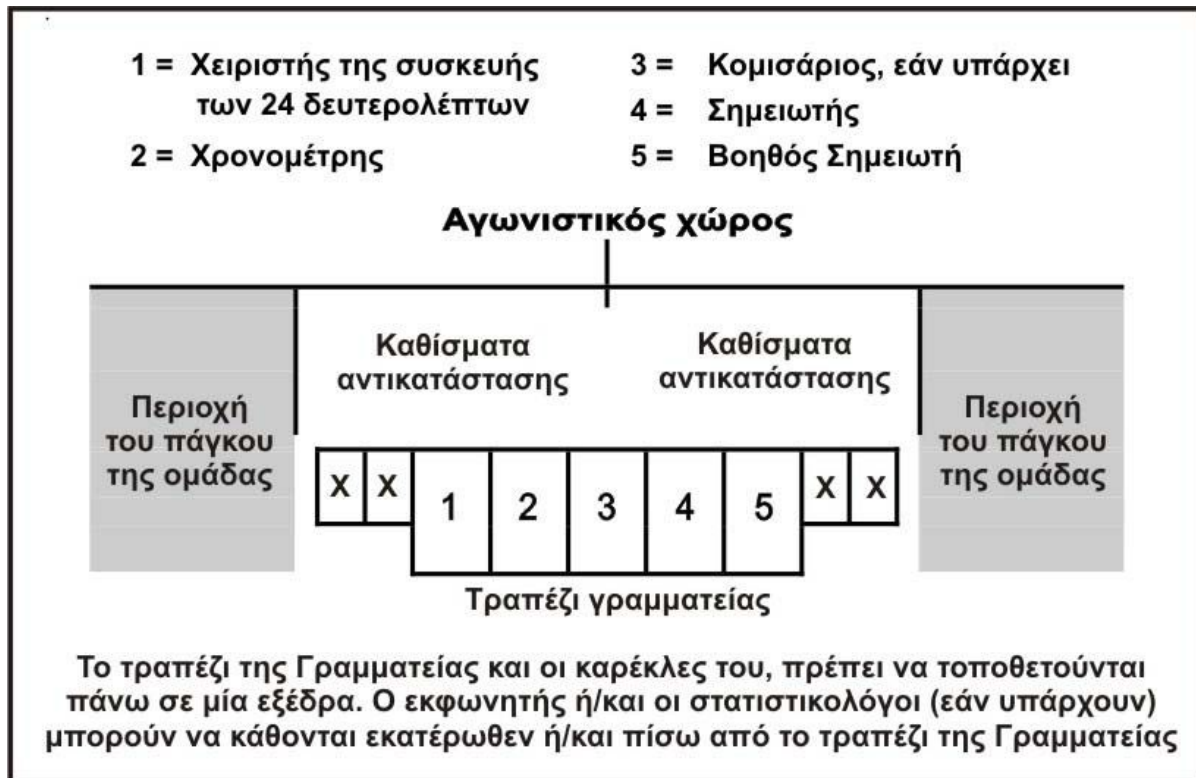 1 = Χειριστής της συσκευής
των 24 δευτερολέπτων
2 = Χρονομέτρης
3 = Κομισάριος, εάν υπάρχει
4 = Σημειωτής
5 = Βοηθός Σημειωτή
Αγωνιστικός χώρος
Περιοχή
του πάγκου
της ομάδας
Καθίσματα
αντικατάστασης
Καθίσματα
αντικατάστασης
Περιοχή
του πάγκου
της ομάδας
X X 1 2 3 4 5 X X
Τραπέζι γραμματείας
Το τραπέζι της Γραμματείας και οι καρέκλες του, πρέπει να τοποθετούνται
πάνω σε μία εξέδρα. Ο εκφωνητής ή/και οι στατιστικολόγοι (εάν υπάρχουν)
μπορούν να κάθονται εκατέρωθεν ή/και πίσω από το τραπέζι της Γραμματείας